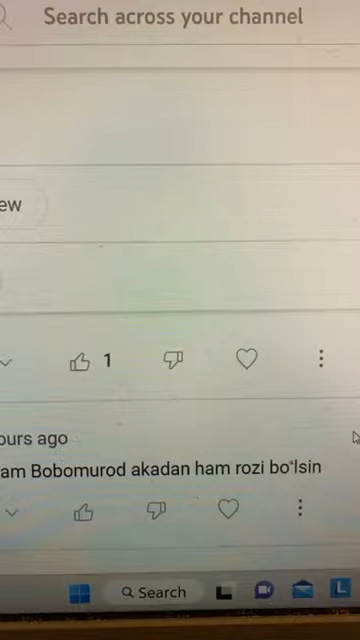 Search across your channel
ew
1
ours ago
am Bobomurod akadan ham rozi bo‘lsin
Search
L